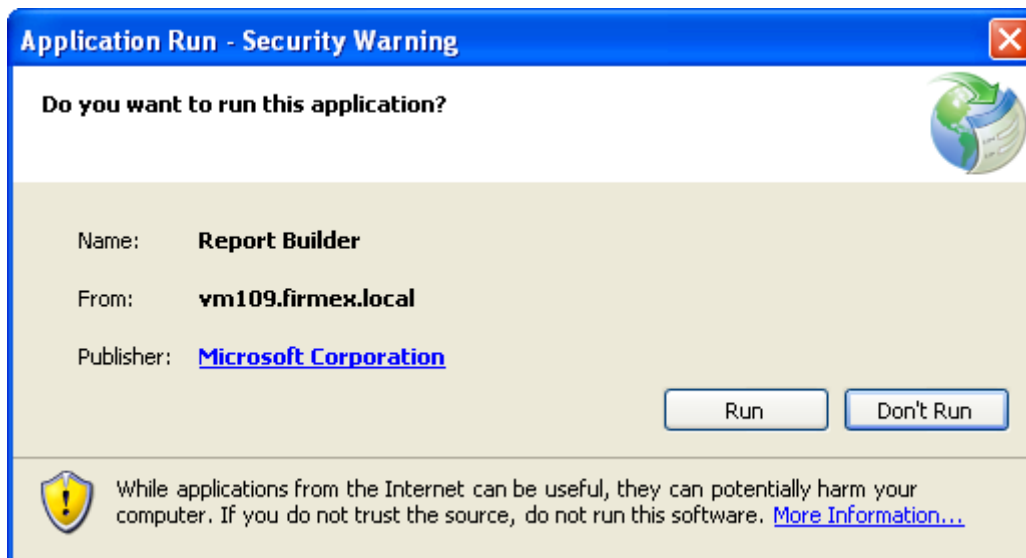 Application Run - Security Warning
Do you want to run this application?
Name: Report Builder
From: vm109.firmex.local
Publisher: Microsoft Corporation
Run Don't Run
While applications from the Internet can be useful, they can potentially harm your
computer. If you do not trust the source, do not run this software. More Information...